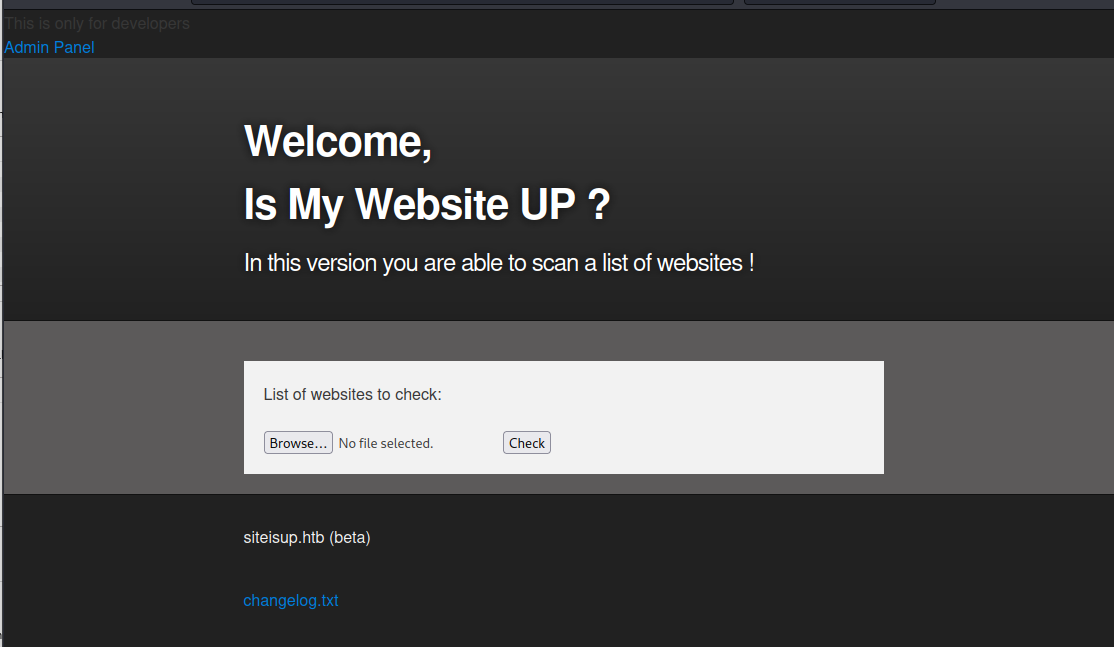 This is only for developers
Admin Panel
Welcome,
Is My Website UP ?
In this version you are able to scan a list of websites !
List of websites to check:
Browse... No file selected. Check
siteisup.htb (beta)
changelog.txt